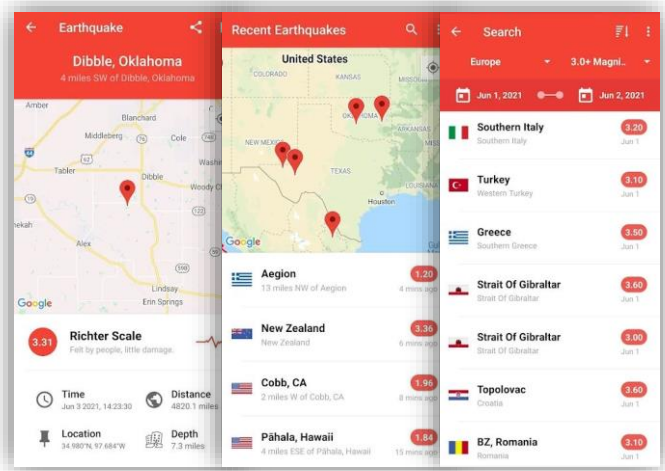 Earthquake
Dibble, Oklahoma
4 miles SW of Dibble, Oklahoma
Amber
Blanchard
Middleberg
Cole
Tabler
Dibble
Alex
Lindsay
Erin Springs
Google
3.31
Richter Scale
Felt by people, little damage.
Time
Jun 3 2021, 14:23:30
Distance
4820.1 miles
Location
34.980°N, 97.684°W
Depth
7.3 miles
Recent Earthquakes
United States
COLORADO
KANSAS
NEW MEXICO
ARKANSAS
TEXAS
Houston
Google
Aegion
13 miles NW of Aegion
1.20
4 mins ago
New Zealand
New Zealand
3.36
6 mins ago
Cobb, CA
2 miles W of Cobb, CA
1.96
8 mins ago
Pāhala, Hawaii
4 miles ESE of Pāhala, Hawaii
1.84
15 mins ago
Search
Europe
3.0+ Magni..
Jun 1, 2021
Jun 2, 2021
Southern Italy
Southern Italy
3.20
Jun 1
Turkey
Western Turkey
3.10
Jun 1
Greece
Southern Greece
3.50
Jun 1
Strait Of Gibraltar
Strait Of Gibraltar
3.60
Jun 1
Strait Of Gibraltar
Strait Of Gibraltar
3.00
Jun 1
Topolovac
Croatia
3.60
Jun 1
BZ, Romania
Romania
3.10
Jun 1